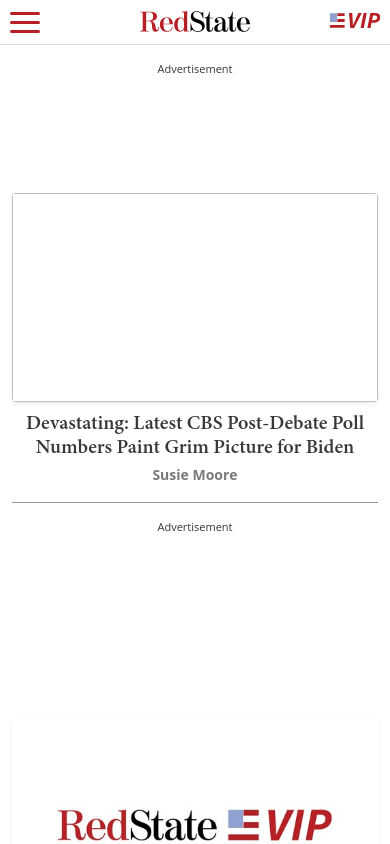 RedState
VIP
Advertisement
Devastating: Latest CBS Post-Debate Poll
Numbers Paint Grim Picture for Biden
Susie Moore
Advertisement
RedState VIP